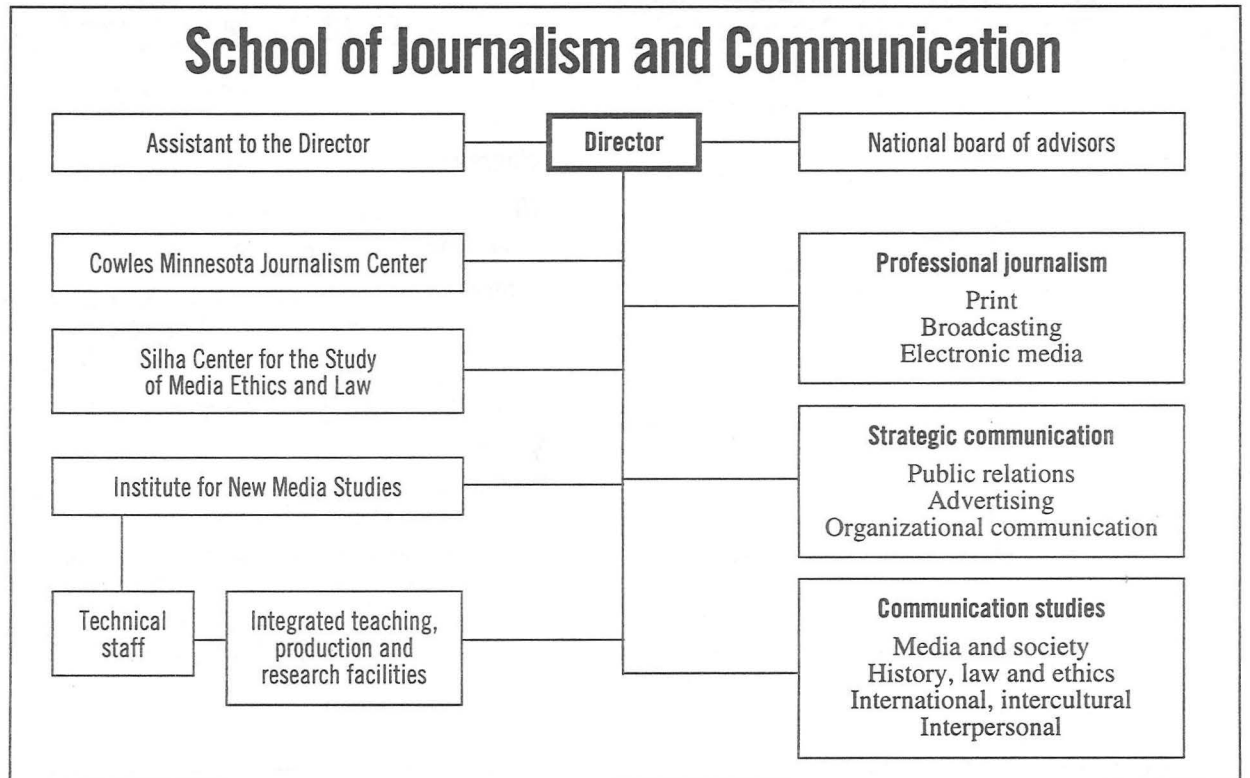 School of Journalism and Communication
Assistant to the Director
Director
National board of advisors
Cowles Minnesota Journalism Center
Silha Center for the Study
of Media Ethics and Law
Institute for New Media Studies
Technical
staff
Integrated teaching,
production and
research facilities
Professional journalism
Print
Broadcasting
Electronic media
Strategic communication
Public relations
Advertising
Organizational communication
Communication studies
Media and society
History, law and ethics
International, intercultural
Interpersonal